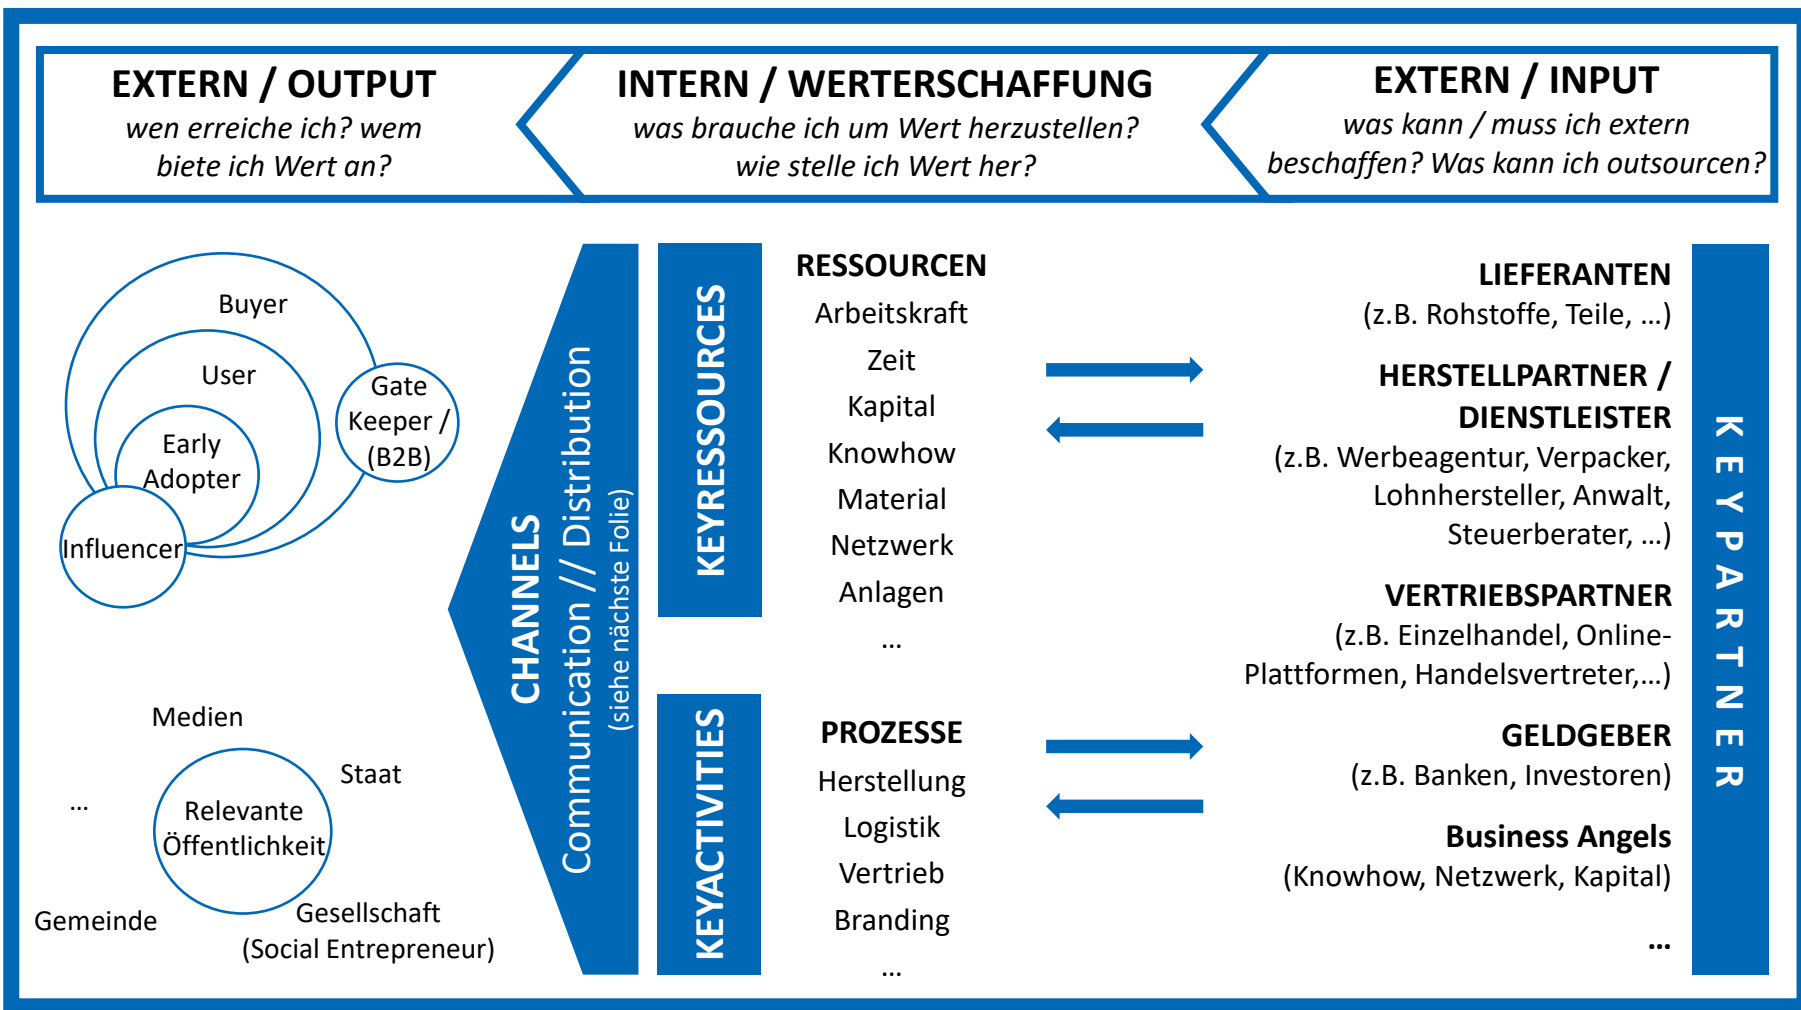 EXTERN / OUTPUT
wen erreiche ich? wem
biete ich Wert an?
INTERN / WERTERSCHAFFUNG
was brauche ich um Wert herzustellen?
wie stelle ich Wert her?
EXTERN / INPUT
was kann / muss ich extern
beschaffen? Was kann ich outsourcen?
Buyer
User
Early
Adopter
Influencer
Gate
Keeper /
(B2B)
Medien
Staat
...
Relevante
Öffentlichkeit
Gemeinde
Gesellschaft
(Social Entrepreneur)
CHANNELS
Communication // Distribution
(siehe nächste Folie)
KEYRESSOURCES
RESSOURCEN
Arbeitskraft
Zeit
Kapital
Knowhow
Material
Netzwerk
Anlagen
...
KEYACTIVITIES
PROZESSE
Herstellung
Logistik
Vertrieb
Branding
...
LIEFERANTEN
(z.B. Rohstoffe, Teile, ...)
HERSTELLPARTNER /
DIENSTLEISTER
(z.B. Werbeagentur, Verpacker,
Lohnhersteller, Anwalt,
Steuerberater, ...)
VERTRIEBSPARTNER
(z.B. Einzelhandel, Online-
Plattformen, Handelsvertreter,...)
GELDGEBER
(z.B. Banken, Investoren)
Business Angels
(Knowhow, Netzwerk, Kapital)
...
KEYPARTNER